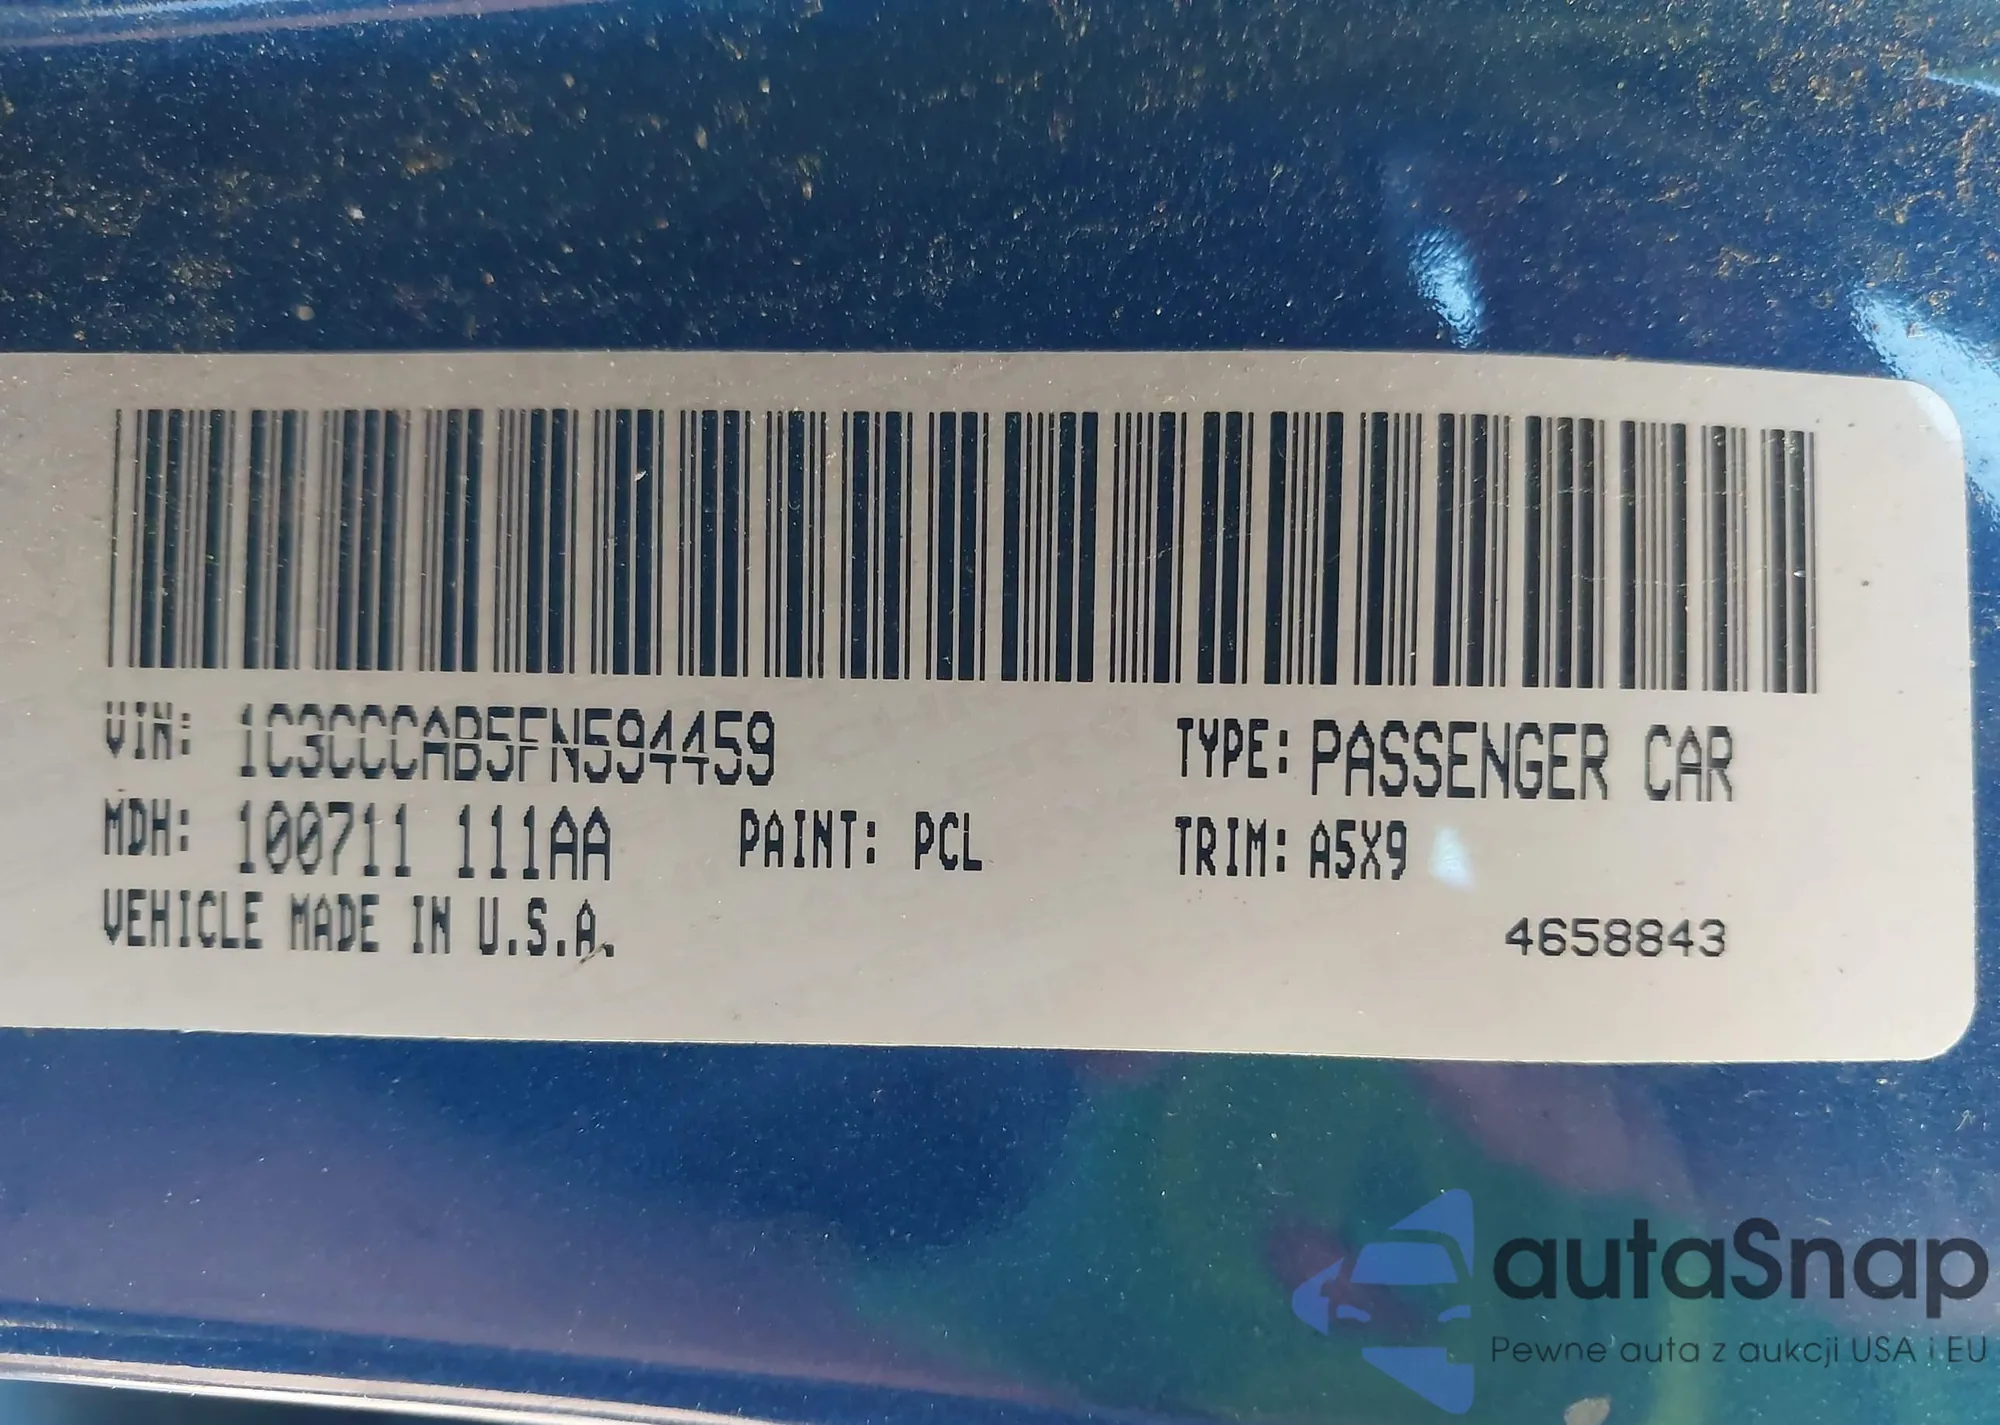 VIN: 1C3CCCAB5FN594459
TYPE: PASSENGER CAR
MDH: 100711 111AA
PAINT: PCL
TRIM: A5X9
VEHICLE MADE IN U.S.A.
4658843
autaSnap
Pewne auta z aukcji USA i EU